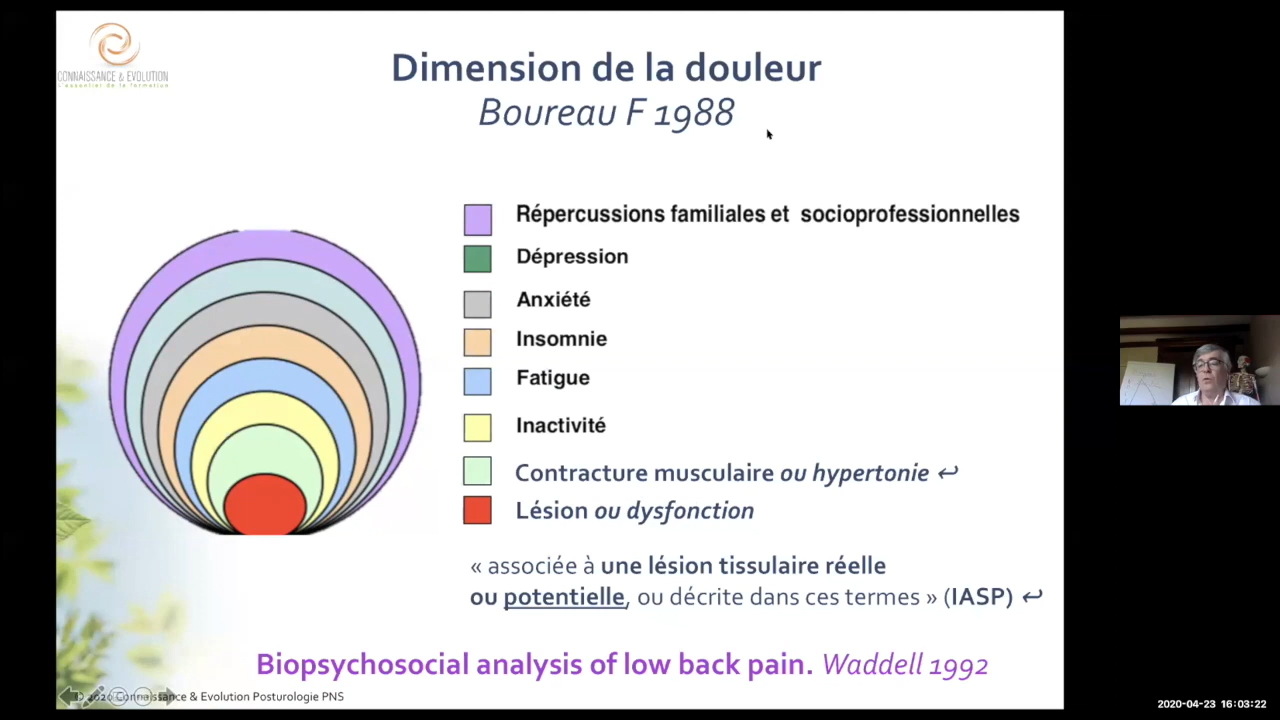 CONNAISSANCE & EVOLUTION
L'essentiel de la formation
Dimension de la douleur
Boureau F 1988
Répercussions familiales et socioprofessionnelles
Dépression
Anxiété
Insomnie
Fatigue
Inactivité
Contracture musculaire ou hypertonie ↩
Lésion ou dysfonction
« associée à une lésion tissulaire réelle
ou potentielle, ou décrite dans ces termes » (IASP) ↩
Biopsychosocial analysis of low back pain. Waddell 1992
© 2020 Connaissance & Evolution Posturologie PNS
2020-04-23 16:03:22